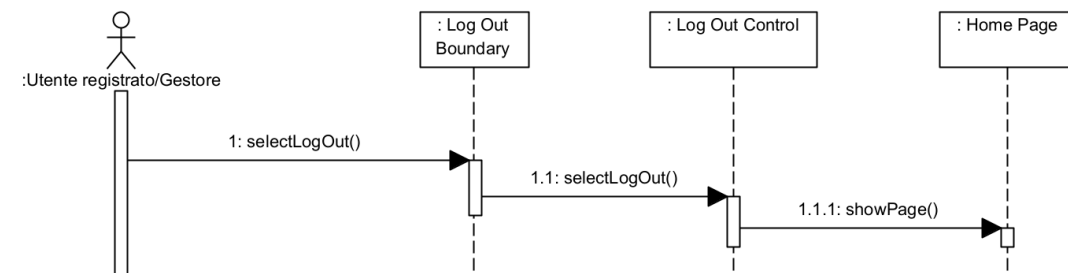 : Log Out
Boundary
: Log Out Control
: Home Page
:Utente registrato/Gestore
1: selectLogOut()
1.1: selectLogOut()
1.1.1: showPage()